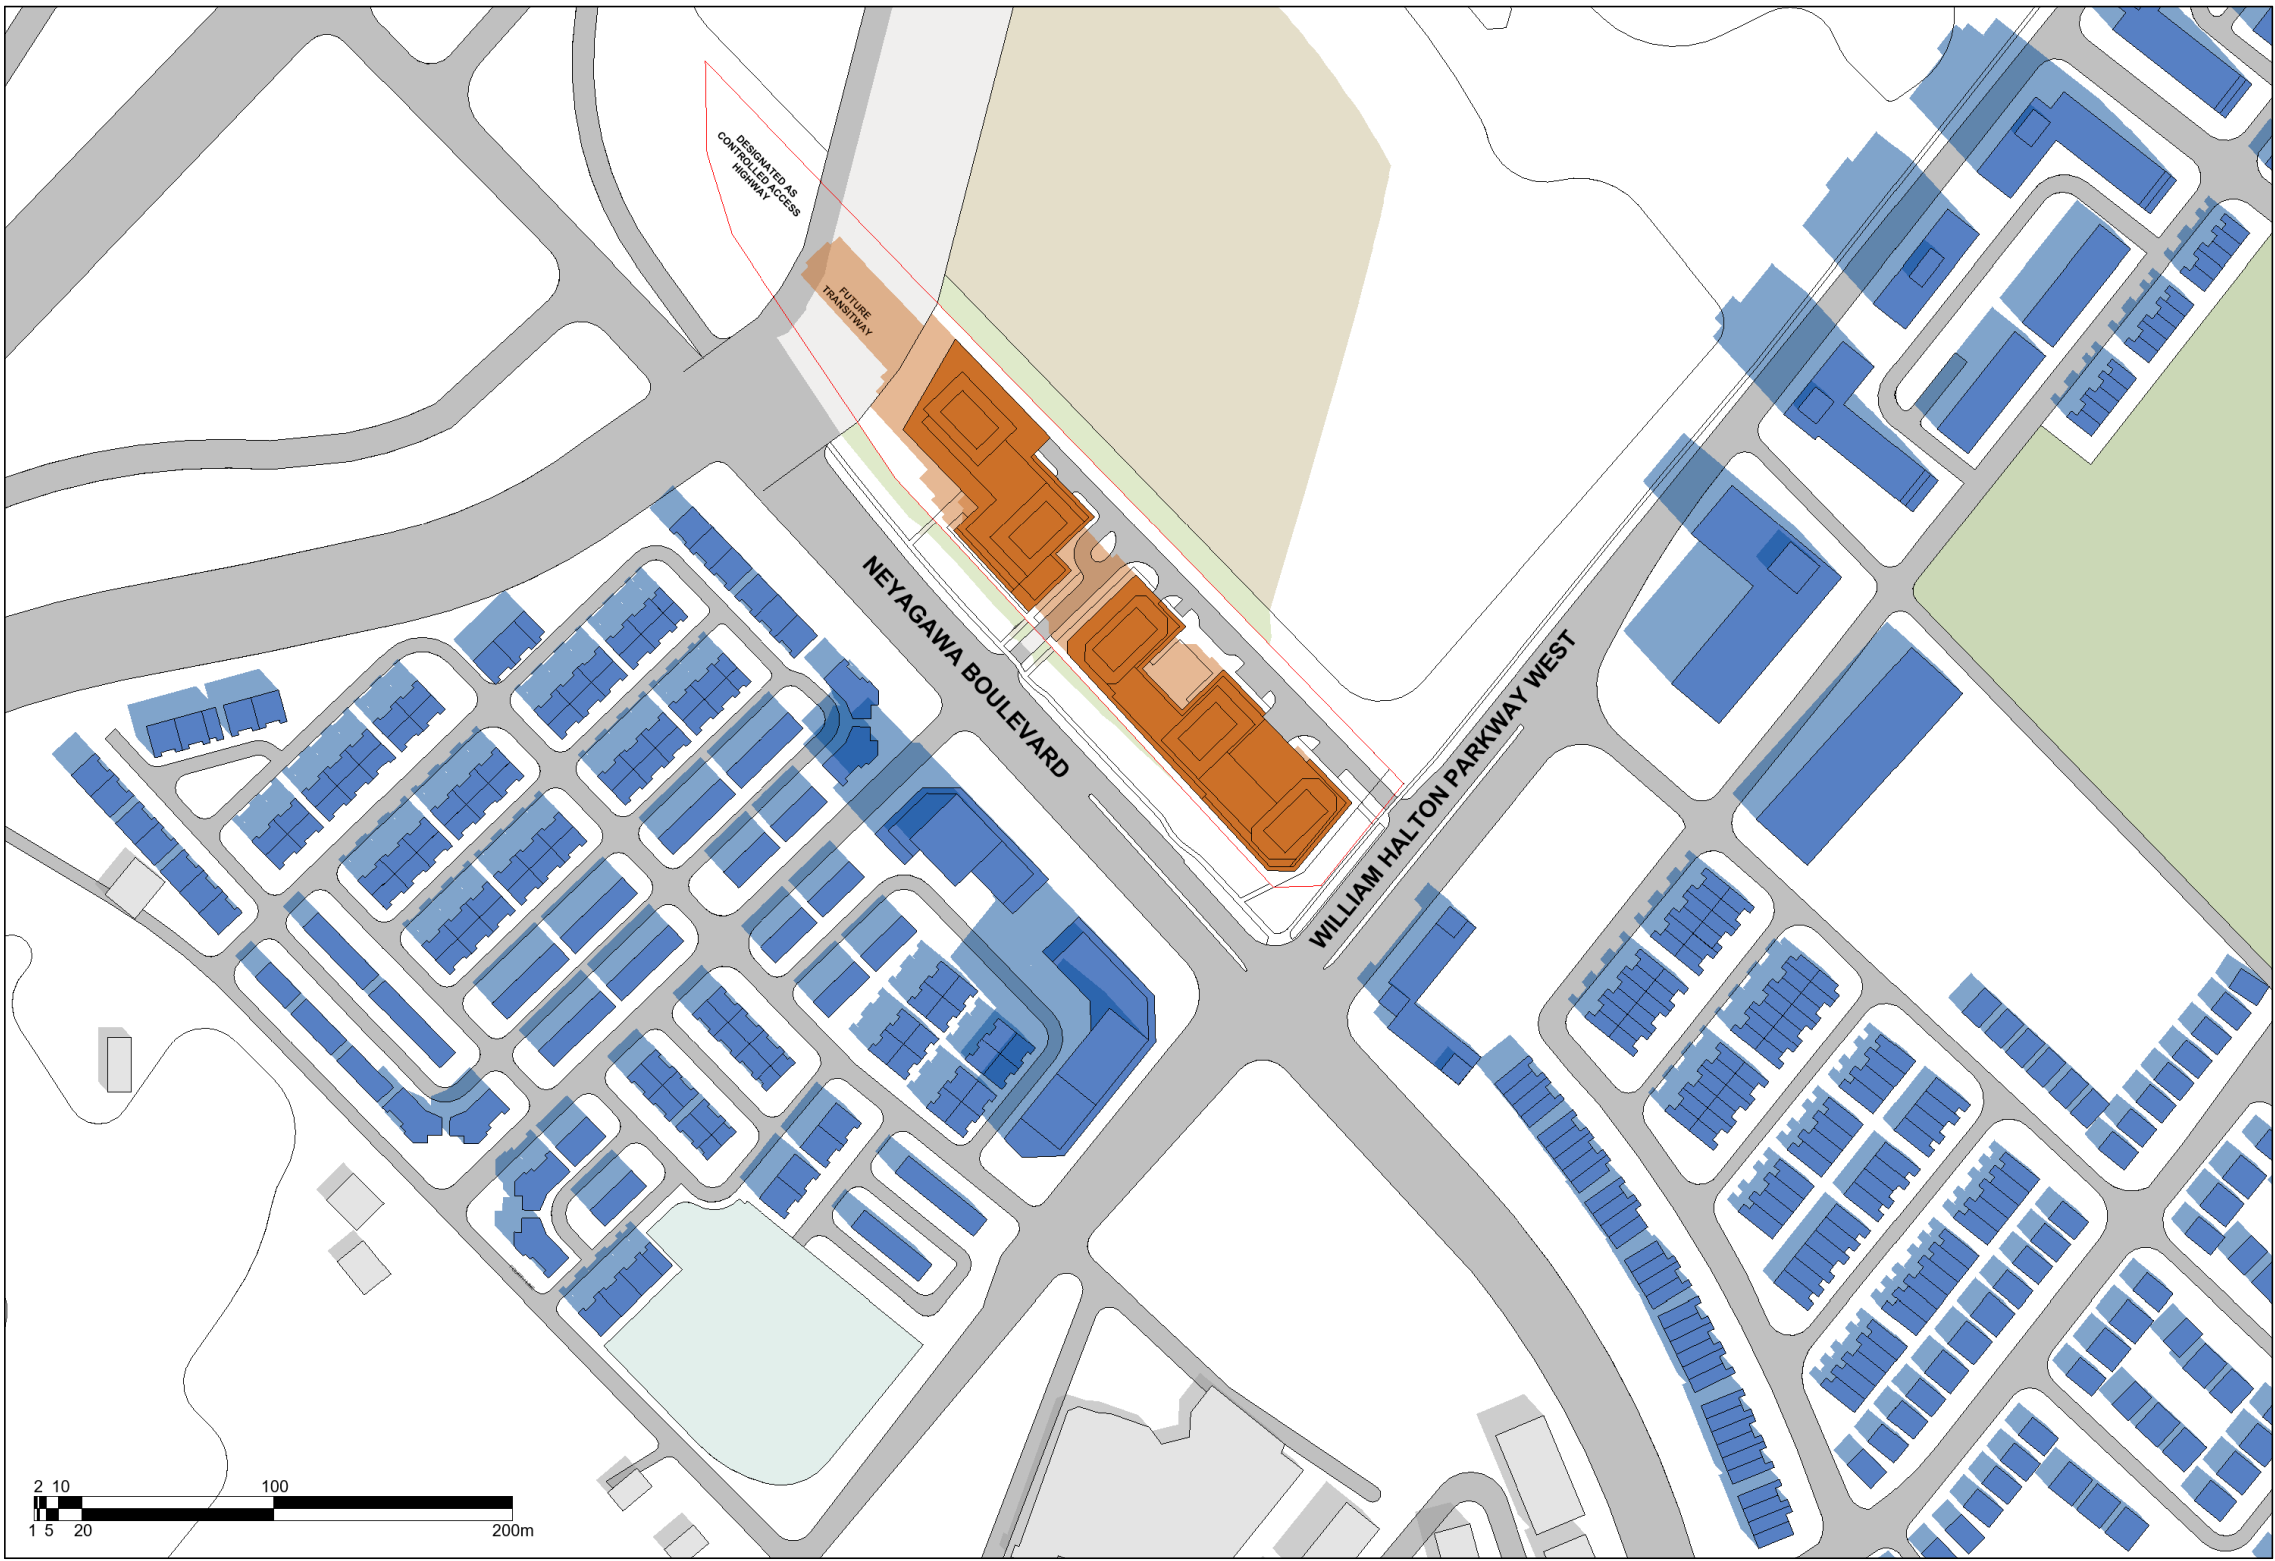 DESIGNATED AS
CONTROLLED ACCESS
HIGHWAY
FUTURE
TRANSITWAY
NEYAGAWA BOULEVARD
WILLIAM HALTON PARKWAY WEST
2 10 100
1 5 20 200m